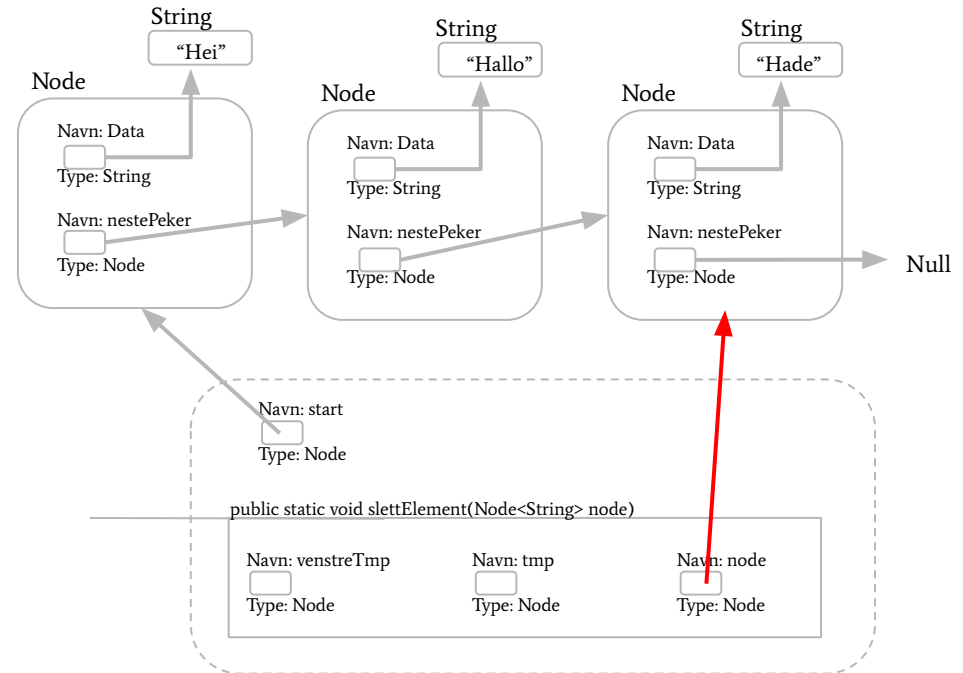 String
“Hei”
Node
Navn: Data
Type: String
Navn: nestePeker
Type: Node
String
“Hallo”
Node
Navn: Data
Type: String
Navn: nestePeker
Type: Node
String
“Hade”
Node
Navn: Data
Type: String
Navn: nestePeker
Type: Node
Null
Navn: start
Type: Node
public static void slettElement(Node<String> node)
Navn: venstreTmp
Type: Node
Navn: tmp
Type: Node
Navn: node
Type: Node